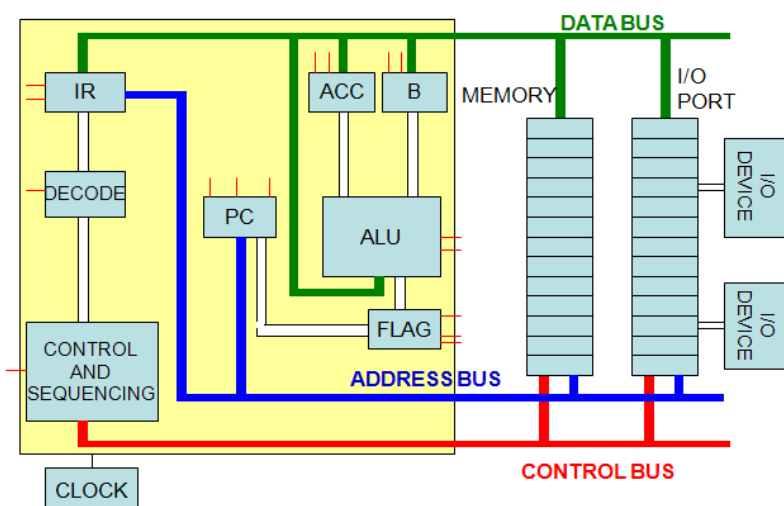 DATA BUS
IR
ACC
B
MEMORY
I/O
PORT
I/O
DEVICE
DECODE
PC
ALU
I/O
DEVICE
FLAG
CONTROL
AND
SEQUENCING
ADDRESS BUS
CONTROL BUS
CLOCK